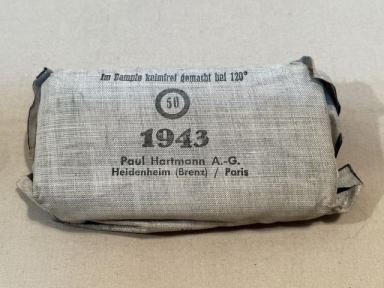 Im Dampfe keimfrei gemacht bei 120°
50
1943
Paul Hartmann A.-G.
Heidenheim (Brenz) / Paris